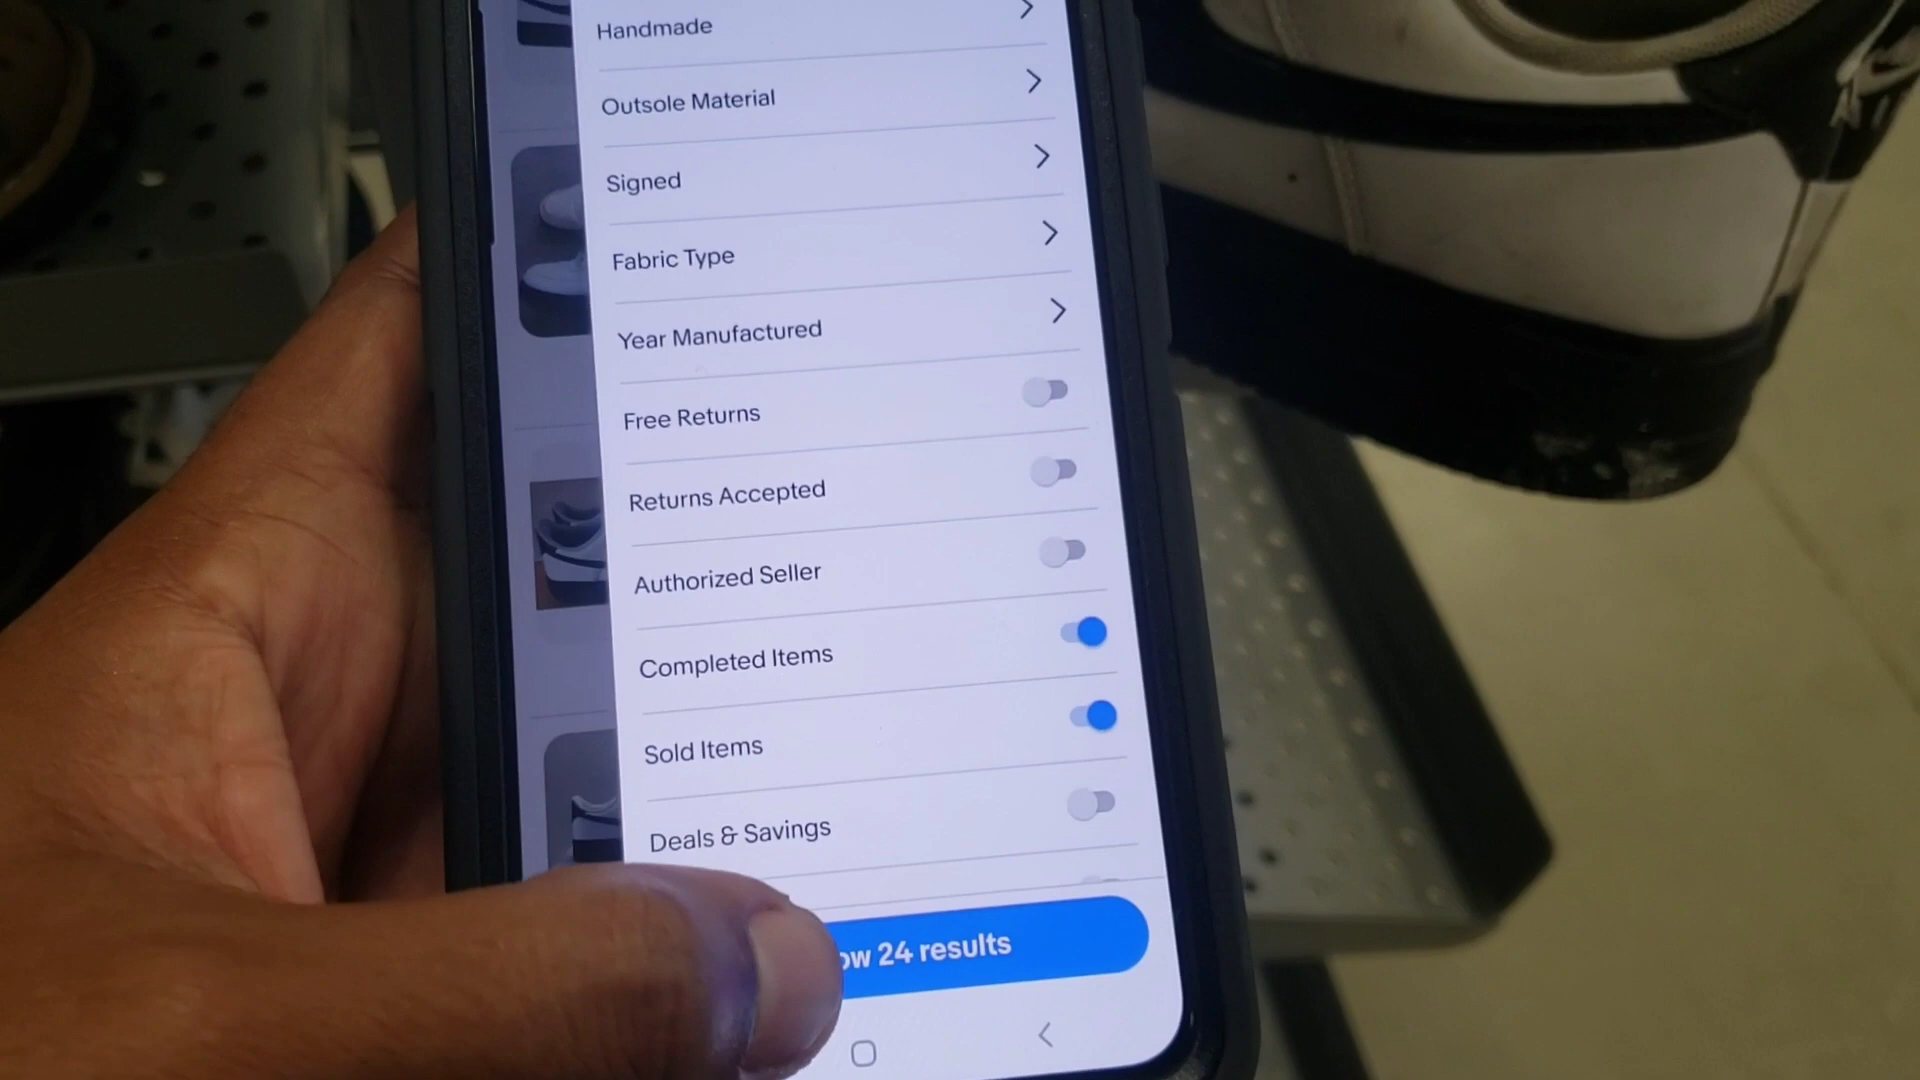 Handmade
Outsole Material
Signed
Fabric Type
Year Manufactured
Free Returns
Returns Accepted
Authorized Seller
Completed Items
Sold Items
Deals & Savings
ow 24 results